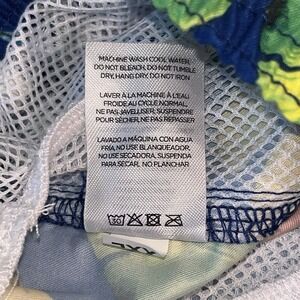 MACHINE WASH COOL WATER,
DO NOT BLEACH, DO NOT TUMBLE
DRY, HANG DRY, DO NOT IRON
LAVER À LA MACHINE À L'EAU
FROIDE AU CYCLE NORMAL,
NE PAS JAVELLISER, SUSPENDRE
POUR SÉCHER, NE PAS REPASSER
LAVADO A MÁQUINA CON AGUA
FRÍA, NO USE BLANQUEADOR,
NO USE SECADORA, SUSPENDA
PARA SECAR, NO PLANCHAR
XXL